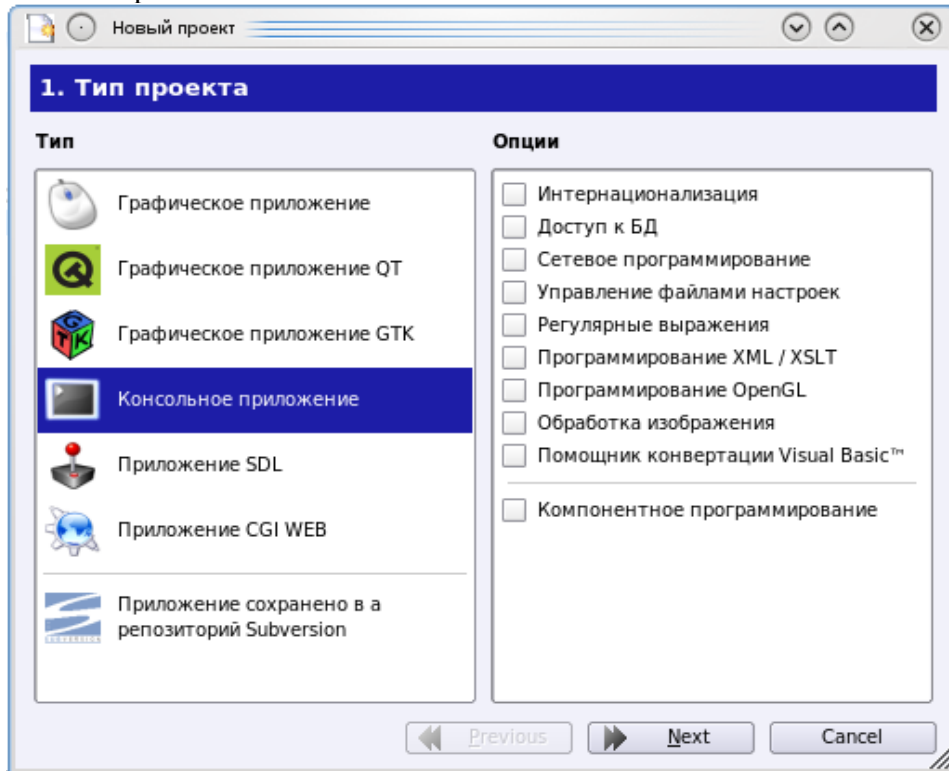 Новый проект
1. Тип проекта
Тип
Графическое приложение
Графическое приложение QT
Графическое приложение GTK
Консольное приложение
Приложение SDL
Приложение CGI WEB
Приложение сохранено в а
репозиторий Subversion
Опции
Интернационализация
Доступ к БД
Сетевое программирование
Управление файлами настроек
Регулярные выражения
Программирование XML / XSLT
Программирование OpenGL
Обработка изображения
Помощник конвертации Visual Basic™
Компонентное программирование
Previous
Next
Cancel